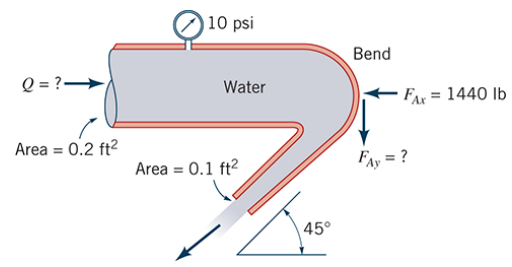 10 psi
Bend
Q = ?
Water
F_Ax = 1440 lb
Area = 0.2 ft²
Area = 0.1 ft²
F_Ay = ?
45°